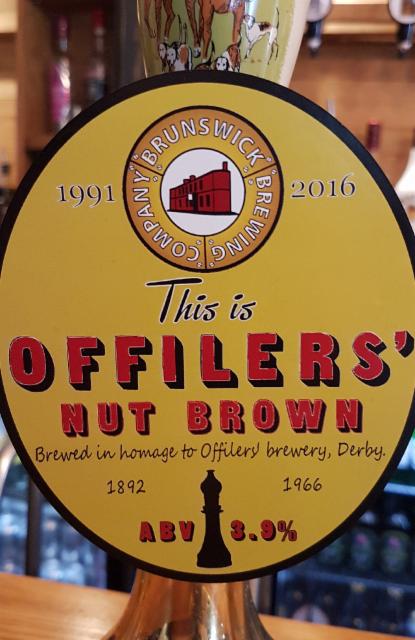 BRUNSWICK BREWING COMPANY
1991 2016
This is
OFFILERS'
NUT BROWN
Brewed in homage to Offilers' brewery, Derby.
1892 1966
ABV 3.9%